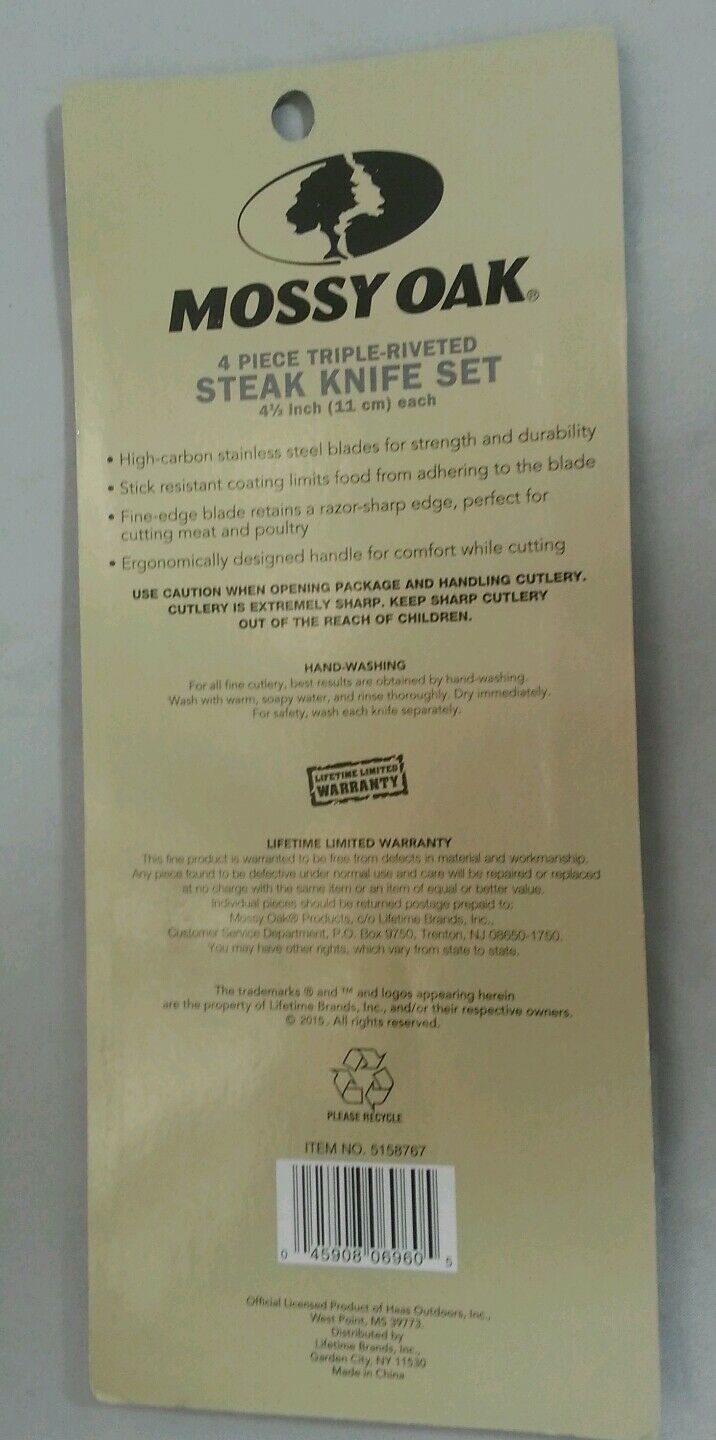 MOSSY OAK®
4 PIECE TRIPLE-RIVETED
STEAK KNIFE SET
4½ inch (11 cm) each
• High-carbon stainless steel blades for strength and durability
• Stick resistant coating limits food from adhering to the blade
• Fine-edge blade retains a razor-sharp edge, perfect for
cutting meat and poultry
• Ergonomically designed handle for comfort while cutting
USE CAUTION WHEN OPENING PACKAGE AND HANDLING CUTLERY.
CUTLERY IS EXTREMELY SHARP. KEEP SHARP CUTLERY
OUT OF THE REACH OF CHILDREN.
HAND-WASHING
For all fine cutlery, best results are obtained by hand-washing.
Wash with warm, soapy water, and rinse thoroughly. Dry immediately.
For safety, wash each knife separately.
LIFETIME LIMITED
WARRANTY
LIFETIME LIMITED WARRANTY
This fine product is warranted to be free from defects in material and workmanship.
Any piece found to be defective under normal use and care will be repaired or replaced
at no charge with the same item or an item of equal or better value.
Individual pieces should be returned postage prepaid to:
Mossy Oak® Products, c/o Lifetime Brands, Inc.,
Customer Service Department, P.O. Box 9750, Trenton, NJ 08650-1750.
You may have other rights, which vary from state to state.
The trademarks ® and ™ and logos appearing herein
are the property of Lifetime Brands, Inc., and/or their respective owners.
© 2015. All rights reserved.
PLEASE RECYCLE
ITEM NO. 5158767
0 45908 06960 5
Official Licensed Product of Haas Outdoors, Inc.,
West Point, MS 39773.
Distributed by
Lifetime Brands, Inc.,
Garden City, NY 11530
Made in China